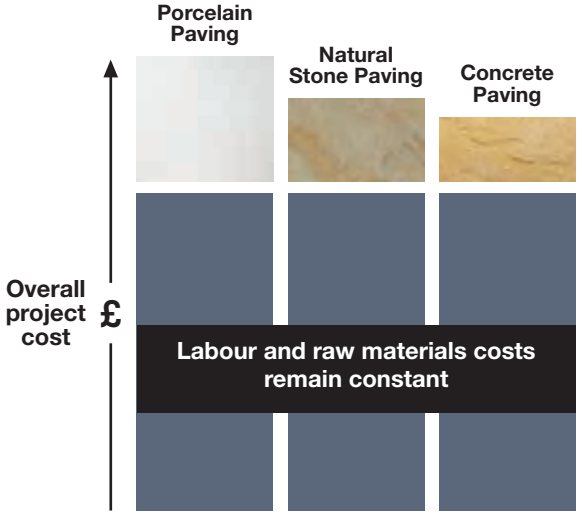 Porcelain
Paving
Natural
Stone Paving
Concrete
Paving
Overall
project
cost
£
Labour and raw materials costs
remain constant